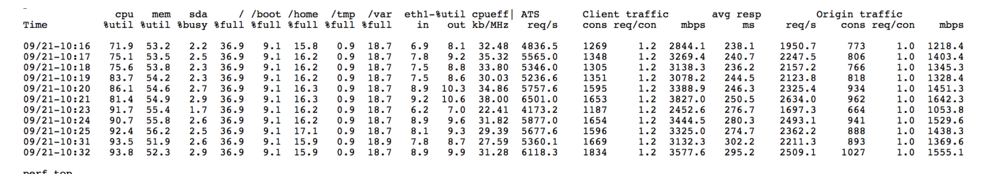 cpu mem sda / /boot /home /tmp /var eth1-%util cpueff| ATS Client traffic avg resp Origin traffic
Time %util %util %busy %full %full %full %full %full in out kb/MHz req/s cons req/con mbps ms req/s cons req/con mbps
09/21-10:16 71.9 53.2 2.2 36.9 9.1 15.8 0.9 18.7 6.9 8.1 32.48 4836.5 1269 1.2 2844.1 238.1 1950.7 773 1.0 1218.4
09/21-10:17 75.1 53.5 2.5 36.9 9.1 16.2 0.9 18.7 7.8 9.2 35.32 5565.0 1348 1.2 3269.4 240.7 2247.5 806 1.0 1403.4
09/21-10:18 75.6 53.8 2.3 36.9 9.1 16.2 0.9 18.7 7.5 8.8 33.80 5346.0 1305 1.2 3138.3 236.2 2157.2 766 1.0 1345.3
09/21-10:19 83.7 54.2 2.3 36.9 9.1 16.2 0.9 18.7 7.5 8.6 30.03 5236.6 1351 1.2 3078.2 244.5 2123.8 818 1.0 1328.4
09/21-10:20 86.1 54.6 2.7 36.9 9.1 16.3 0.9 18.7 8.9 10.3 34.86 5757.6 1595 1.2 3388.9 246.3 2325.4 934 1.0 1451.3
09/21-10:21 81.4 54.9 2.9 36.9 9.1 16.3 0.9 18.7 9.2 10.6 38.00 6501.0 1653 1.2 3827.0 250.5 2634.0 962 1.0 1642.3
09/21-10:23 91.7 55.4 1.7 36.9 9.1 16.2 0.9 18.7 6.2 7.0 22.41 4173.2 1187 1.2 2452.6 276.7 1697.3 664 1.0 1053.8
09/21-10:24 90.7 55.8 2.6 36.9 9.1 16.2 0.9 18.7 8.9 9.6 31.82 5877.0 1654 1.2 3444.5 280.3 2493.1 941 1.0 1529.6
09/21-10:25 92.4 56.2 2.5 36.9 9.1 17.1 0.9 18.7 8.1 9.3 29.39 5677.6 1596 1.2 3325.0 274.7 2362.2 888 1.0 1438.3
09/21-10:31 93.5 51.9 2.6 36.9 9.1 15.9 0.9 18.9 7.8 8.7 27.59 5360.1 1669 1.2 3132.3 302.2 2211.3 893 1.0 1369.6
09/21-10:32 93.8 52.3 2.9 36.9 9.1 15.9 0.9 18.7 8.9 9.9 31.28 6118.3 1834 1.2 3577.6 295.2 2509.1 1027 1.0 1555.1
perf top